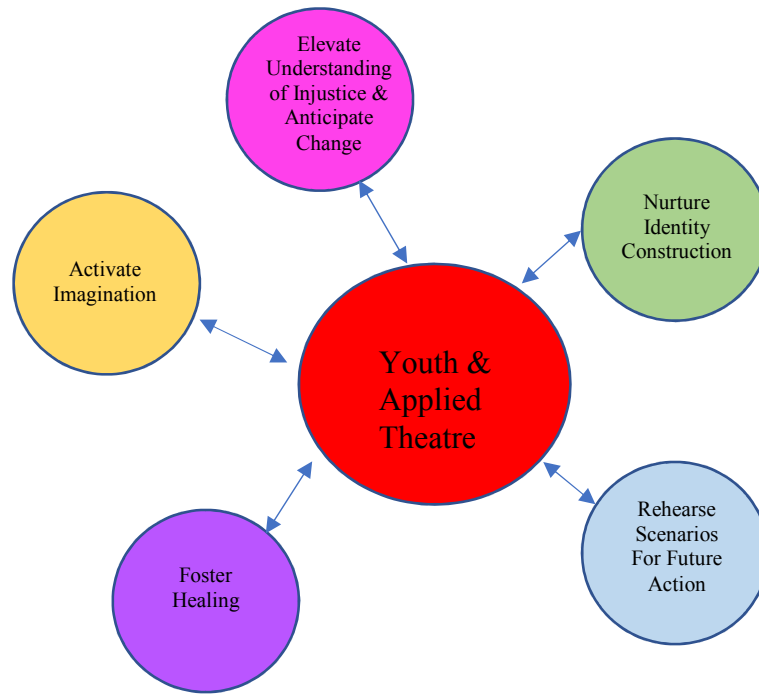 Elevate
Understanding
of Injustice &
Anticipate
Change
Nurture
Identity
Construction
Activate
Imagination
Youth &
Applied
Theatre
Rehearse
Scenarios
For Future
Action
Foster
Healing